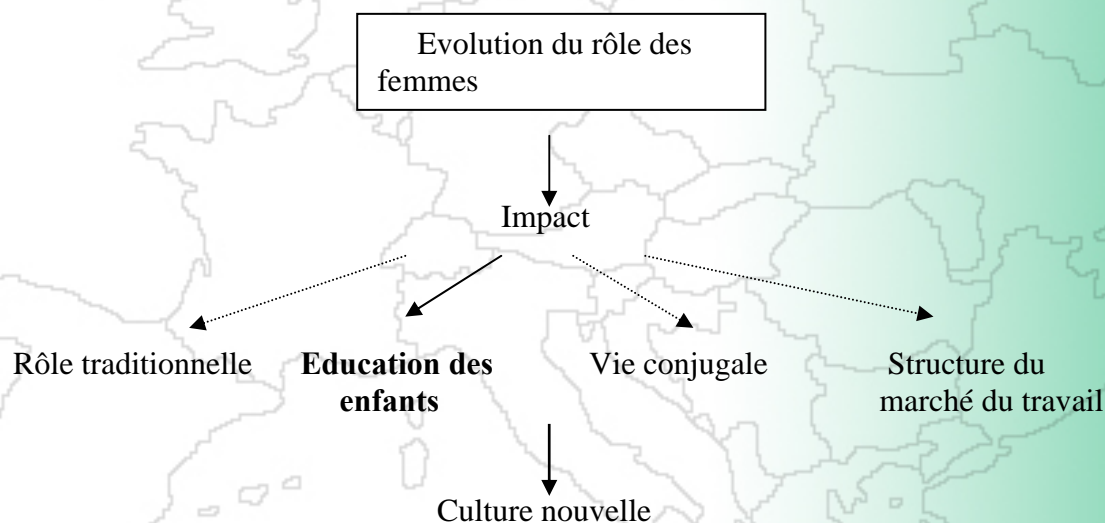 Evolution du rôle des
femmes
Impact
Rôle traditionnelle
Education des
enfants
Vie conjugale
Structure du
marché du travail
Culture nouvelle